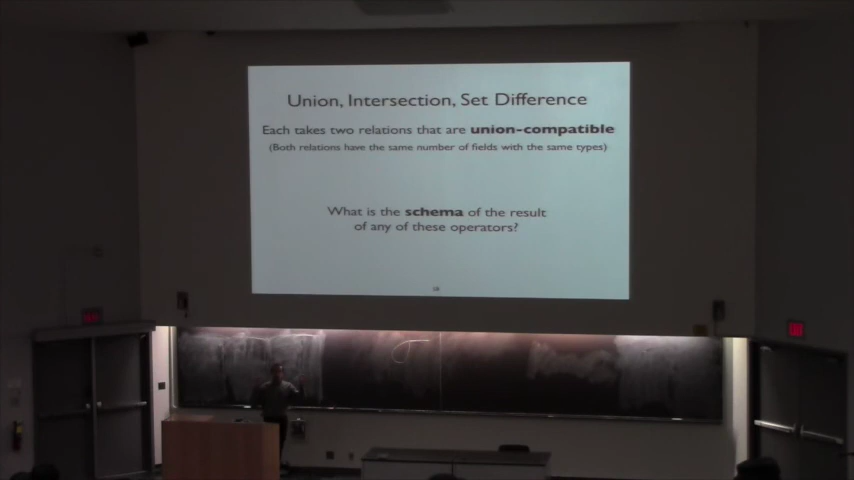 Union, Intersection, Set Difference
Each takes two relations that are union-compatible
(Both relations have the same number of fields with the same types)
What is the schema of the result
of any of these operators?